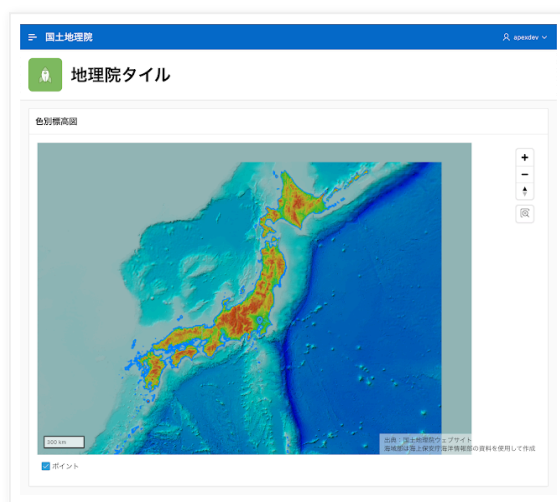 国土地理院
apexdev
地理院タイル
色別標高図
300 km
出典：国土地理院ウェブサイト
海域部は海上保安庁海洋情報部の資料を使用して作成
ポイント